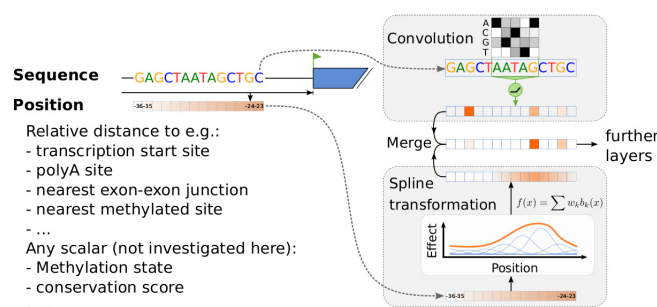 Sequence
GAGCTAATAGCTGC
Position
-36-35
-24-23
Relative distance to e.g.:
- transcription start site
- polyA site
- nearest exon-exon junction
- nearest methylated site
- ...
Any scalar (not investigated here):
- Methylation state
- conservation score
Convolution
A
C
G
T
GAGCTAATAGCTGC
Merge
further
layers
Spline
transformation
f(x) = ∑ w_k b_k(x)
Effect
Position
-36-35
-24-23